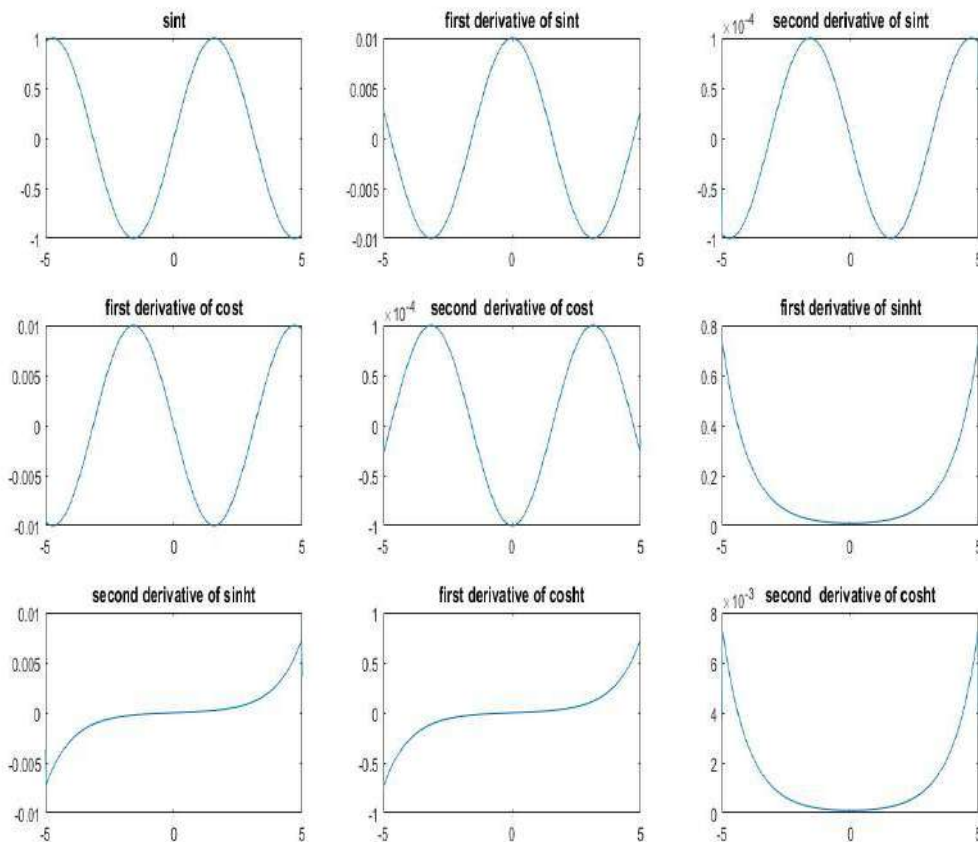 sint
1
0.5
0
-0.5
-1
-5 0 5
first derivative of sint
0.01
0.005
0
-0.005
-0.01
-5 0 5
second derivative of sint
×10-4
1
0.5
0
-0.5
-1
-5 0 5
first derivative of cost
0.01
0.005
0
-0.005
-0.01
-5 0 5
second derivative of cost
×10-4
1
0.5
0
-0.5
-1
-5 0 5
first derivative of sinht
0.8
0.6
0.4
0.2
0
-5 0 5
second derivative of sinht
0.01
0.005
0
-0.005
-0.01
-5 0 5
first derivative of cosht
1
0.5
0
-0.5
-1
-5 0 5
second derivative of cosht
×10-3
8
6
4
2
0
-5 0 5